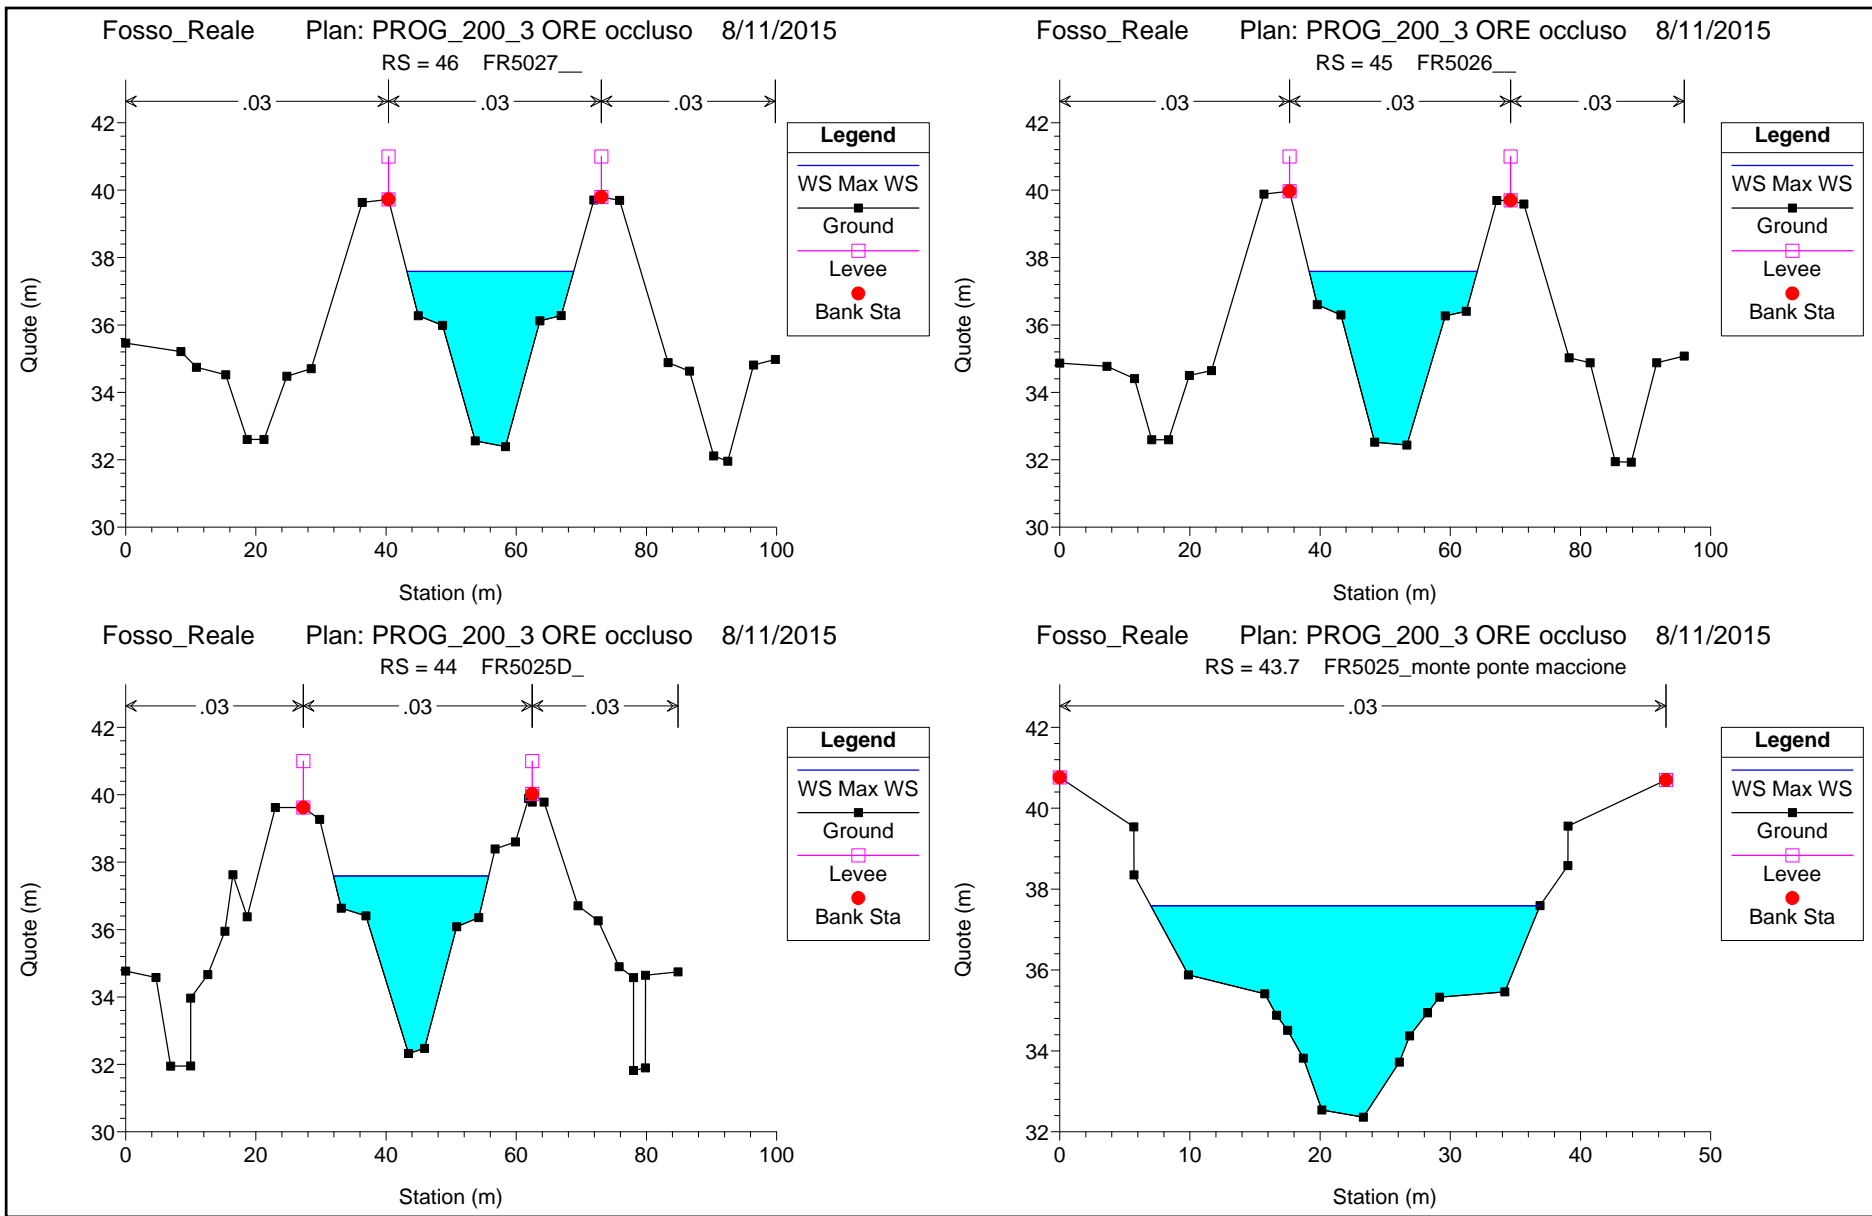 Fosso_Reale Plan: PROG_200_3 ORE occluso 8/11/2015
RS = 46 FR5027__
.03 .03 .03
42
40
38
36
34
32
30
0 20 40 60 80 100
Quote (m)
Station (m)
Legend
WS Max WS
Ground
Levee
Bank Sta
Fosso_Reale Plan: PROG_200_3 ORE occluso 8/11/2015
RS = 45 FR5026__
.03 .03 .03
42
40
38
36
34
32
30
0 20 40 60 80 100
Quote (m)
Station (m)
Legend
WS Max WS
Ground
Levee
Bank Sta
Fosso_Reale Plan: PROG_200_3 ORE occluso 8/11/2015
RS = 44 FR5025D_
.03 .03 .03
42
40
38
36
34
32
30
0 20 40 60 80 100
Quote (m)
Station (m)
Legend
WS Max WS
Ground
Levee
Bank Sta
Fosso_Reale Plan: PROG_200_3 ORE occluso 8/11/2015
RS = 43.7 FR5025_monte ponte maccione
.03
42
40
38
36
34
32
0 10 20 30 40 50
Quote (m)
Station (m)
Legend
WS Max WS
Ground
Levee
Bank Sta